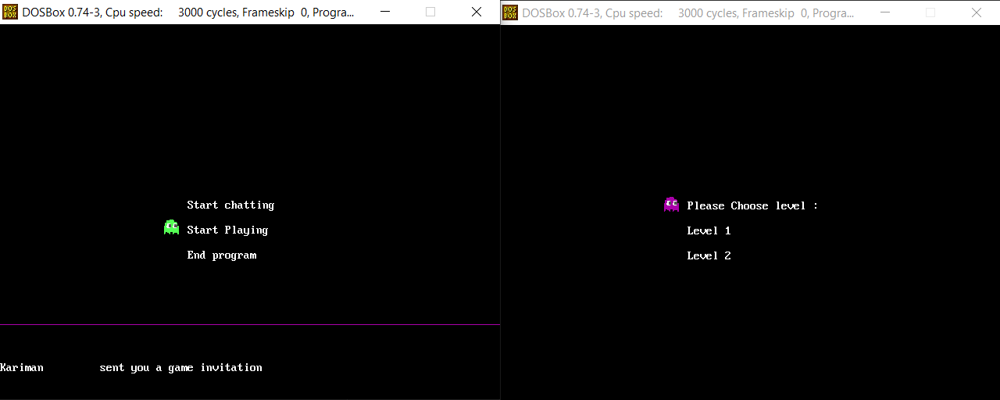 DOSBox 0.74-3, Cpu speed: 3000 cycles, Frameskip 0, Progra...
Start chatting
Start Playing
End program
Kariman sent you a game invitation
DOSBox 0.74-3, Cpu speed: 3000 cycles, Frameskip 0, Progra...
Please Choose level :
Level 1
Level 2